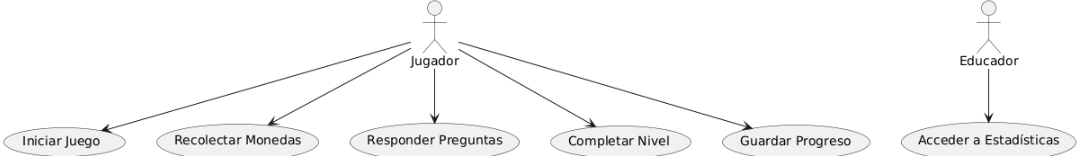 Jugador
Educador
Iniciar Juego
Recolectar Monedas
Responder Preguntas
Completar Nivel
Guardar Progreso
Acceder a Estadísticas